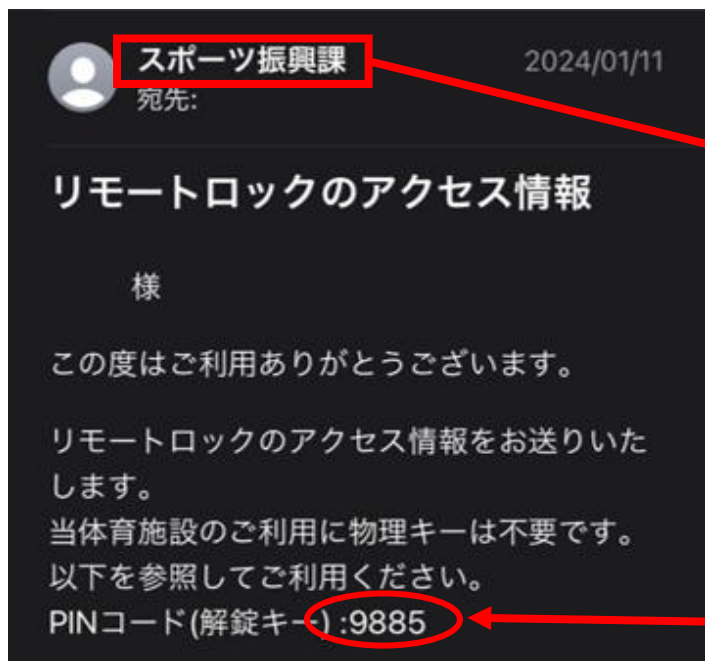 スポーツ振興課
2024/01/11
宛先:
リモートロックのアクセス情報
様
この度はご利用ありがとうございます。
リモートロックのアクセス情報をお送りいた
します。
当体育施設のご利用に物理キーは不要です。
以下を参照してご利用ください。
PINコード(解錠キー) :9885